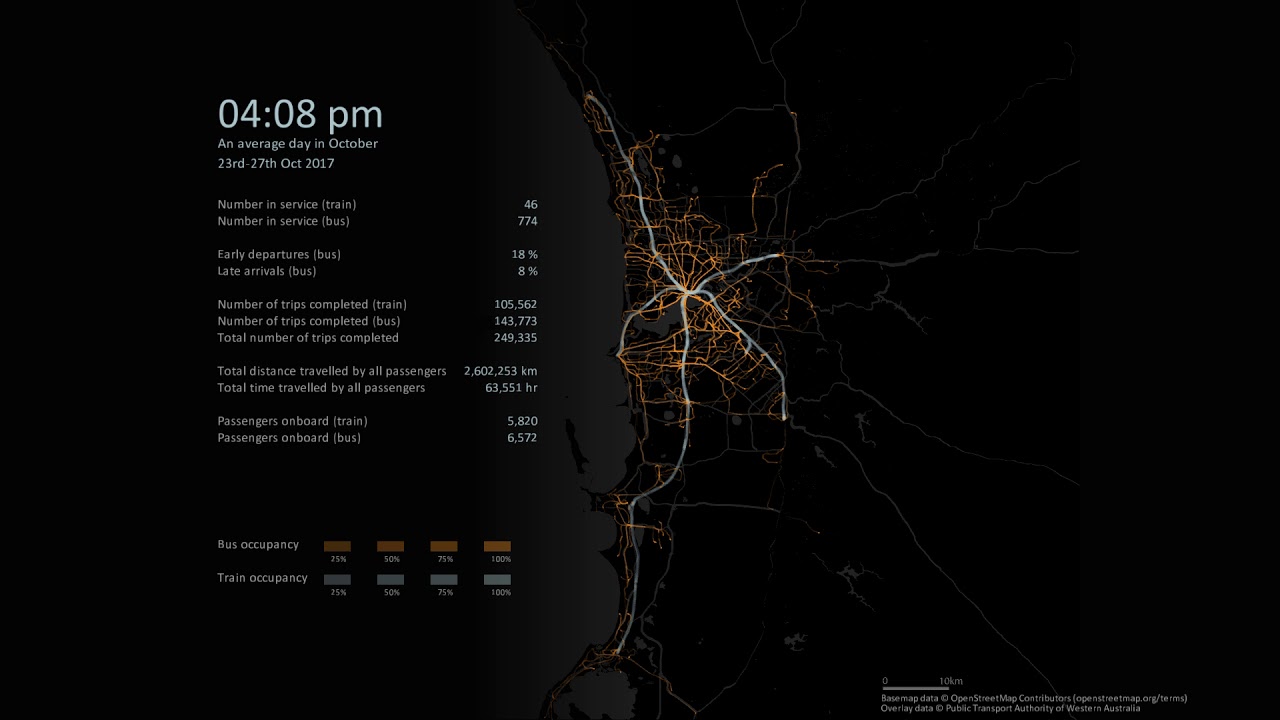 04:08 pm
An average day in October
23rd-27th Oct 2017
Number in service (train) 46
Number in service (bus) 774
Early departures (bus) 18 %
Late arrivals (bus) 8 %
Number of trips completed (train) 105,562
Number of trips completed (bus) 143,773
Total number of trips completed 249,335
Total distance travelled by all passengers 2,602,253 km
Total time travelled by all passengers 63,551 hr
Passengers onboard (train) 5,820
Passengers onboard (bus) 6,572
Bus occupancy
25% 50% 75% 100%
Train occupancy
25% 50% 75% 100%
0 10km
Basemap data © OpenStreetMap Contributors (openstreetmap.org/terms)
Overlay data © Public Transport Authority of Western Australia